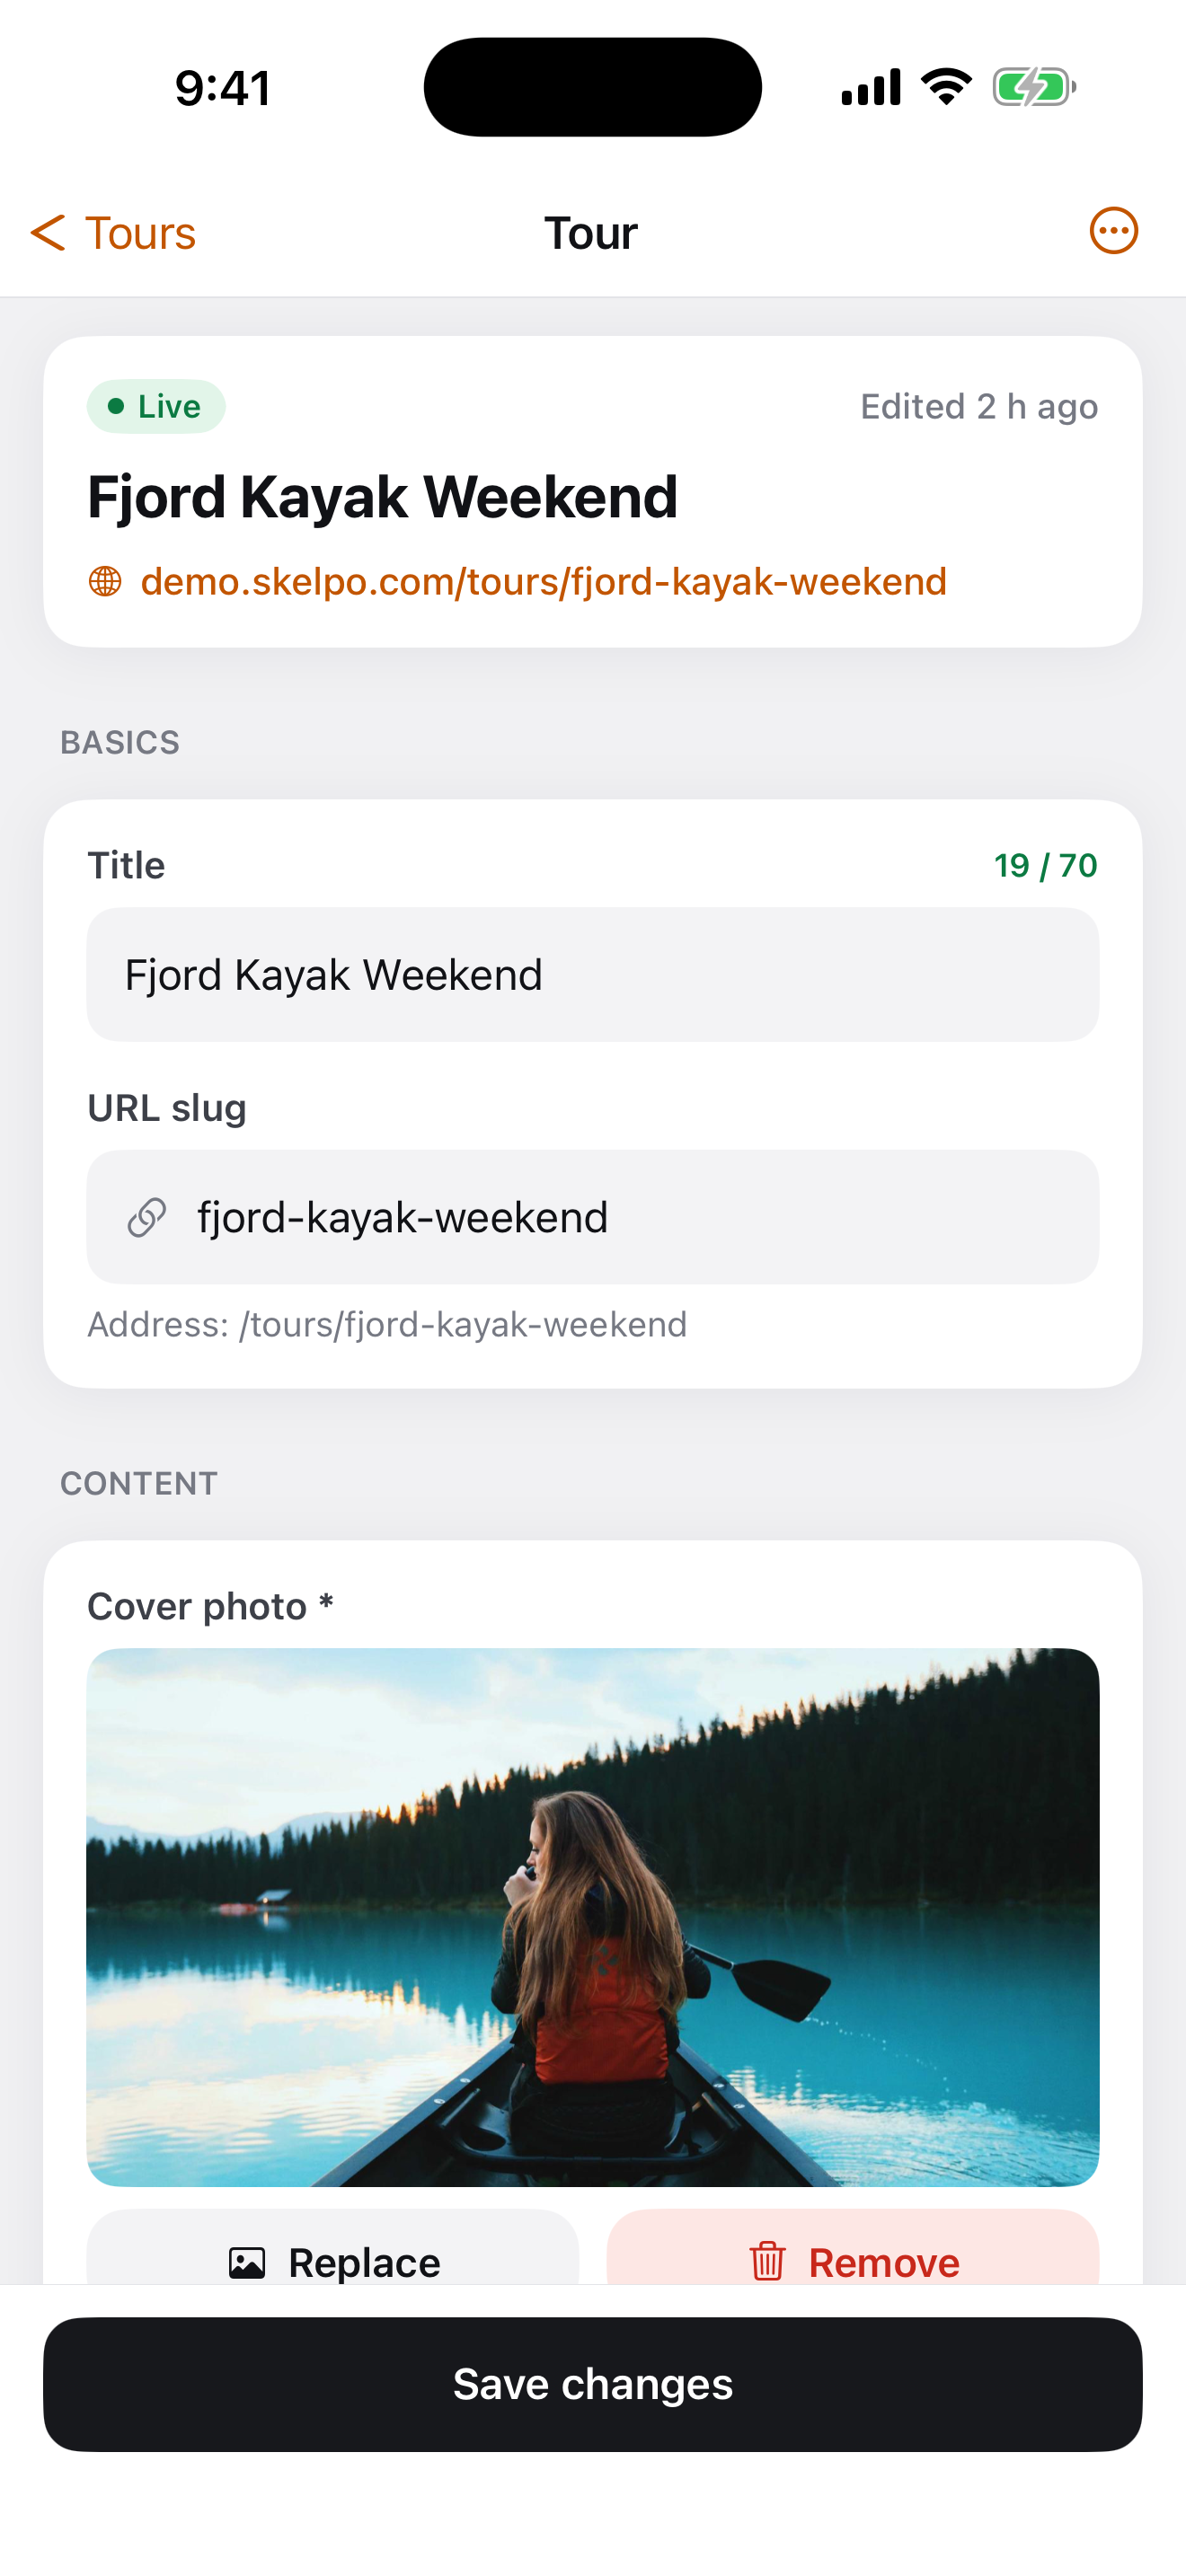 9:41
Tours
Tour
Live
Edited 2 h ago
Fjord Kayak Weekend
demo.skelpo.com/tours/fjord-kayak-weekend
BASICS
Title
19 / 70
Fjord Kayak Weekend
URL slug
fjord-kayak-weekend
Address: /tours/fjord-kayak-weekend
CONTENT
Cover photo *
Replace
Remove
Save changes